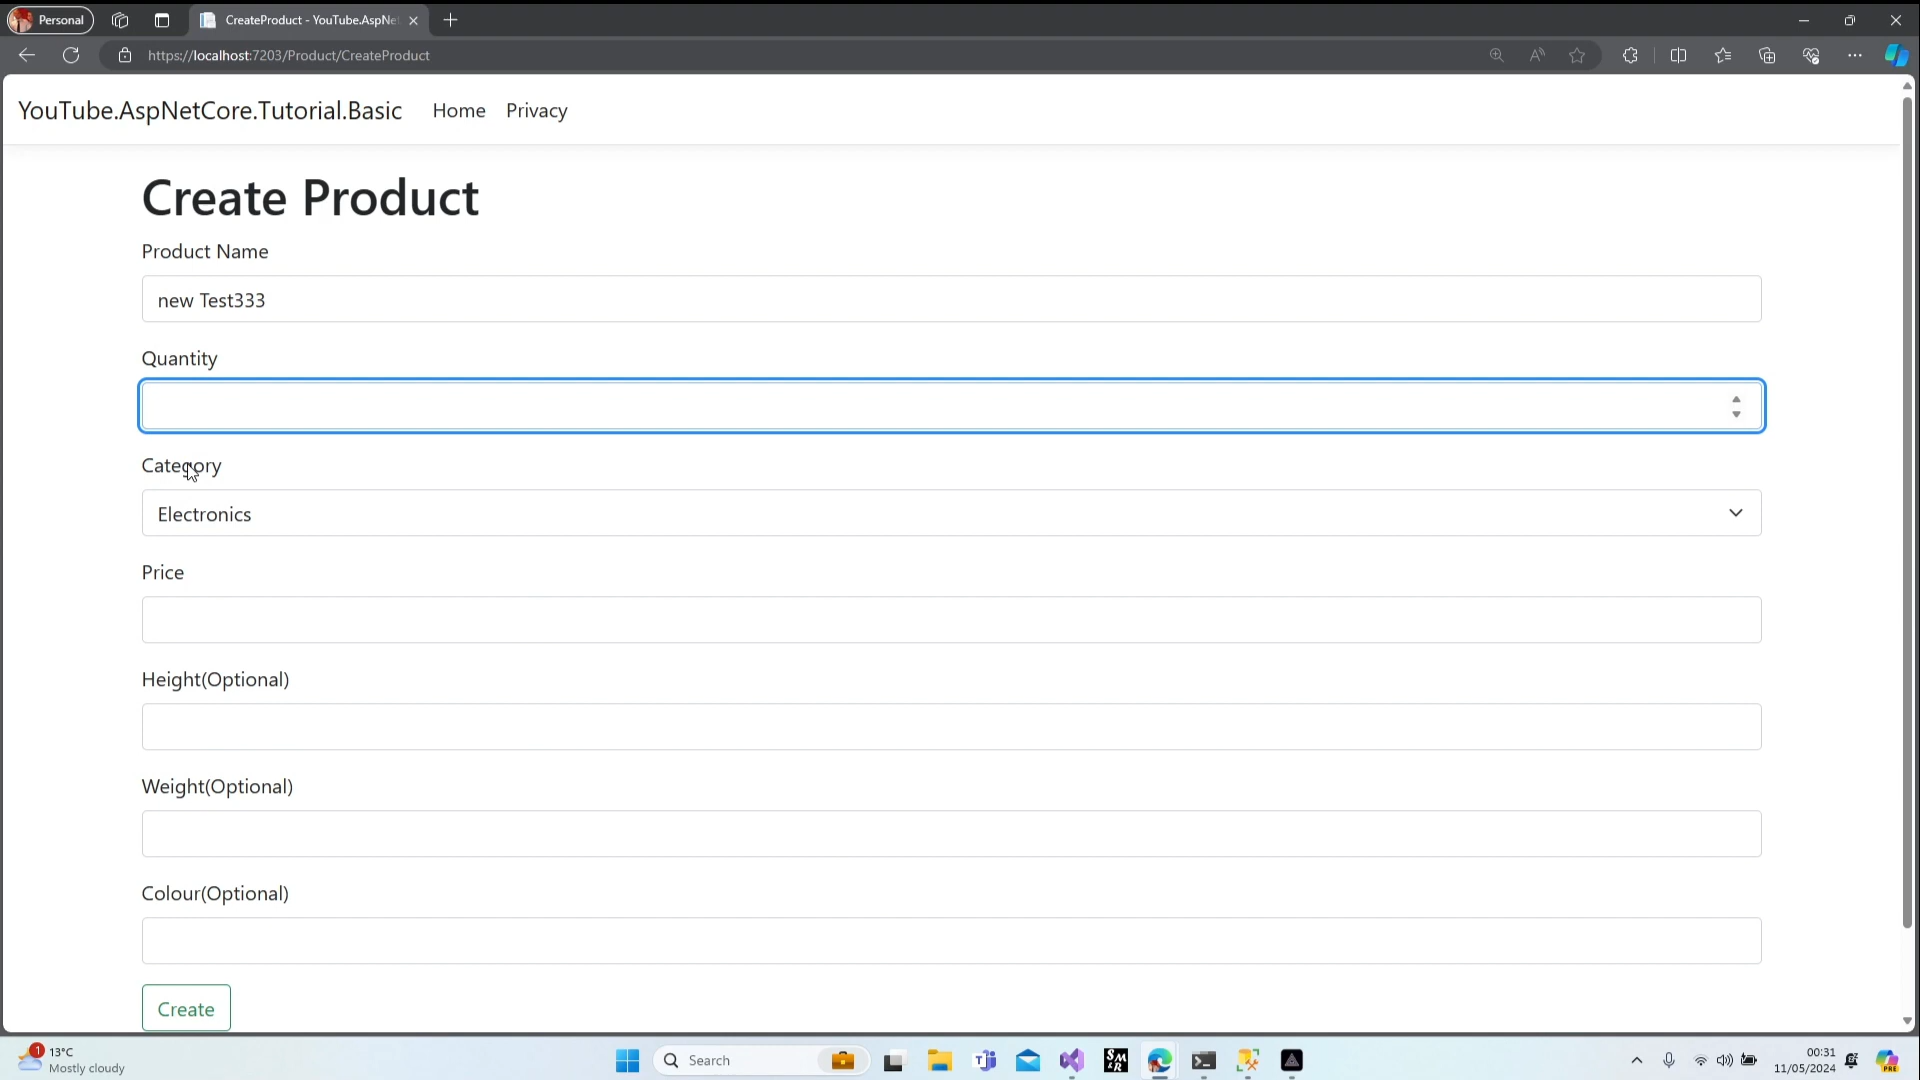 Personal
CreateProduct - YouTube.AspNe
https://localhost:7203/Product/CreateProduct
YouTube.AspNetCore.Tutorial.Basic Home Privacy
Create Product
Product Name
new Test333
Quantity
Category
Electronics
Price
Height(Optional)
Weight(Optional)
Colour(Optional)
Create
1
13°C
Mostly cloudy
Search
00:31
11/05/2024
PRE